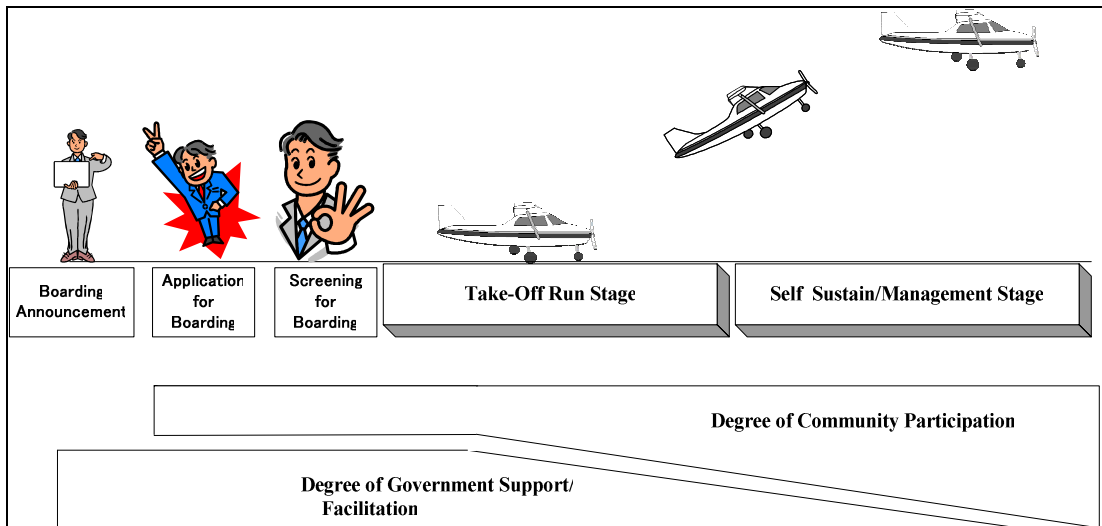 Boarding
Announcement
Application
for
Boarding
Screening
for
Boarding
Take-Off Run Stage
Self Sustain/Management Stage
Degree of Community Participation
Degree of Government Support/
Facilitation